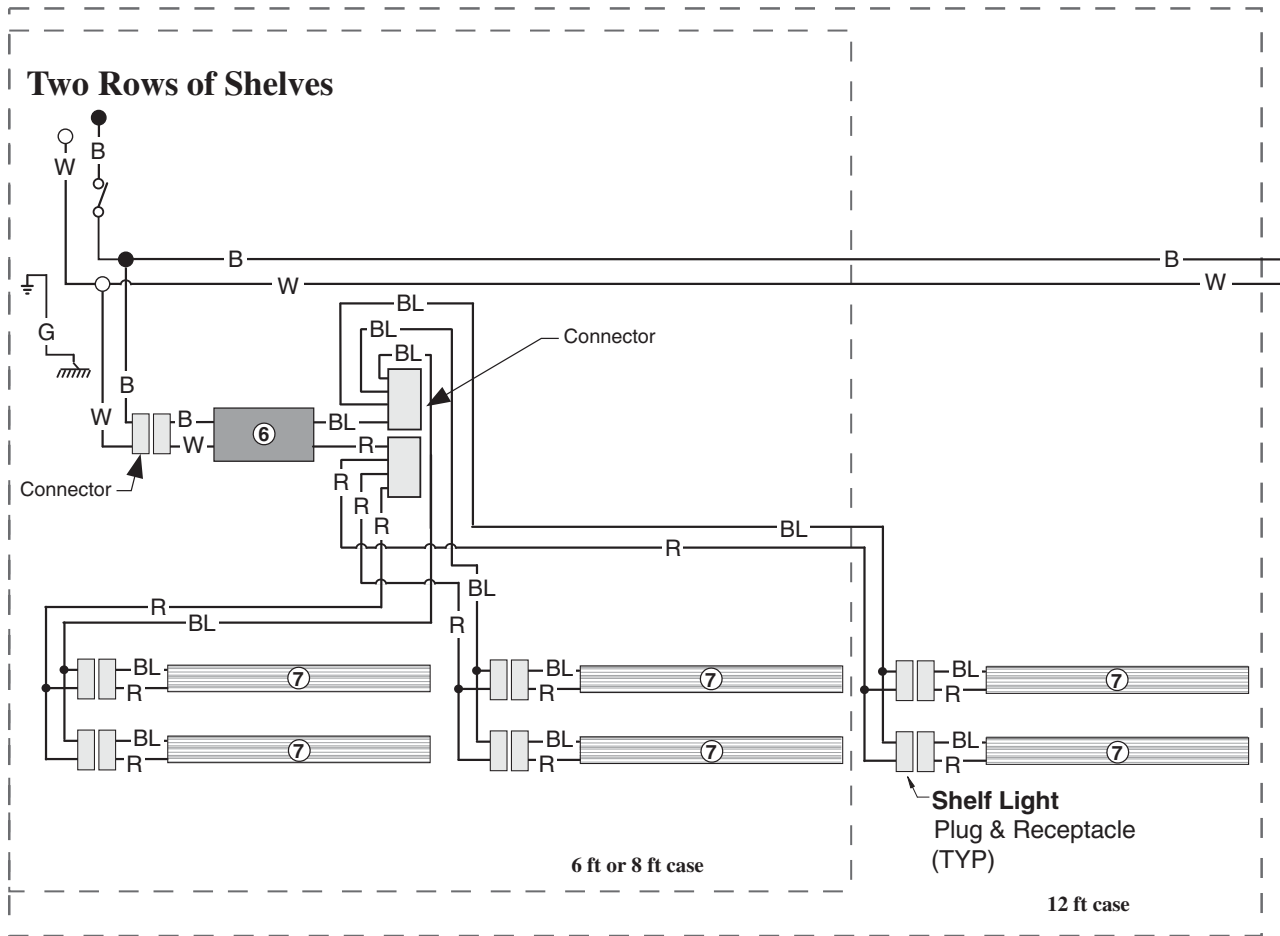 Two Rows of Shelves
B
W
B
B
W
W
BL
BL
Connector
BL
G
B
W
B
BL
6
W
R
Connector
R
R
R
BL
R
BL
R
BL
R
BL
7
R
BL
7
R
BL
7
R
BL
7
R
BL
7
R
BL
7
R
Shelf Light
Plug & Receptacle
(TYP)
6 ft or 8 ft case
12 ft case